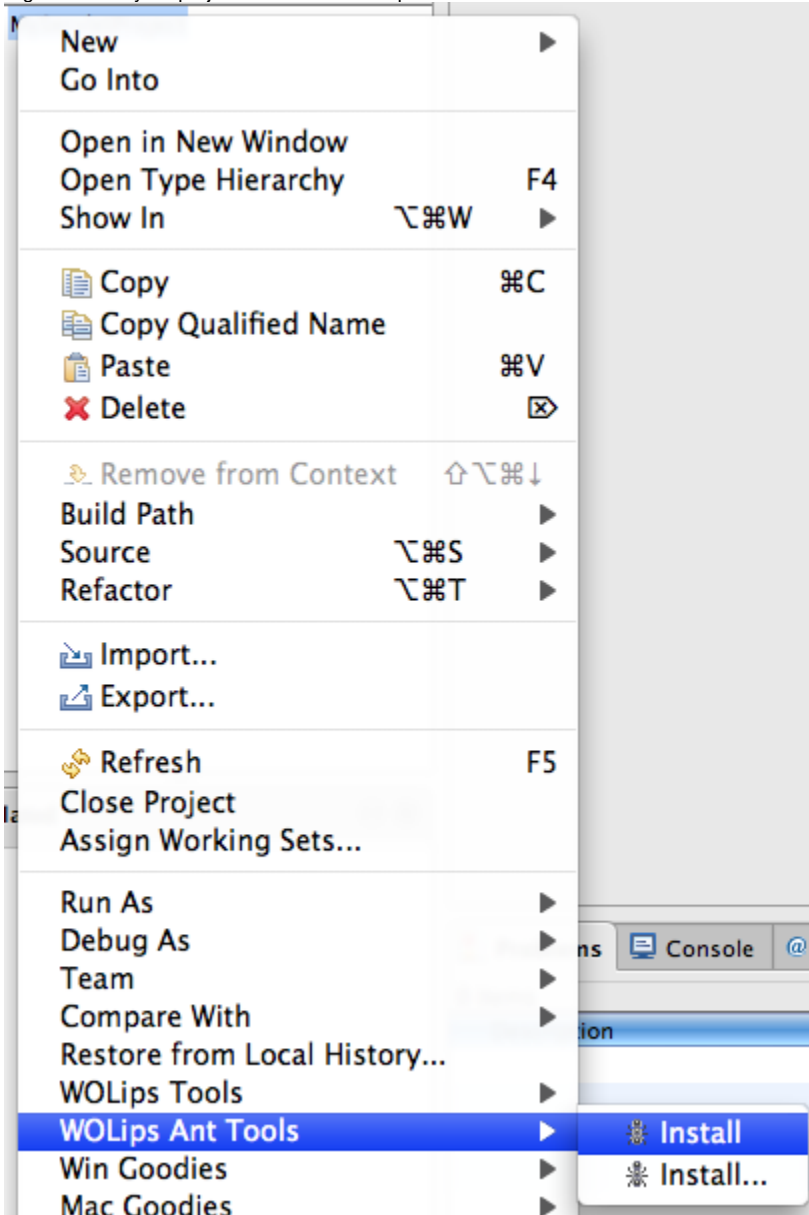 New
Go Into
Open in New Window
Open Type Hierarchy F4
Show In ⌥⌘W
Copy ⌘C
Copy Qualified Name
Paste ⌘V
Delete ⌦
Remove from Context ⇧⌥⌘↓
Build Path
Source ⌥⌘S
Refactor ⌥⌘T
Import...
Export...
Refresh F5
Close Project
Assign Working Sets...
Run As
Debug As
Team
Console @
Compare With
Restore from Local History...
WOLips Tools
WOLips Ant Tools
Install
Win Goodies
Install...
Mac Goodies